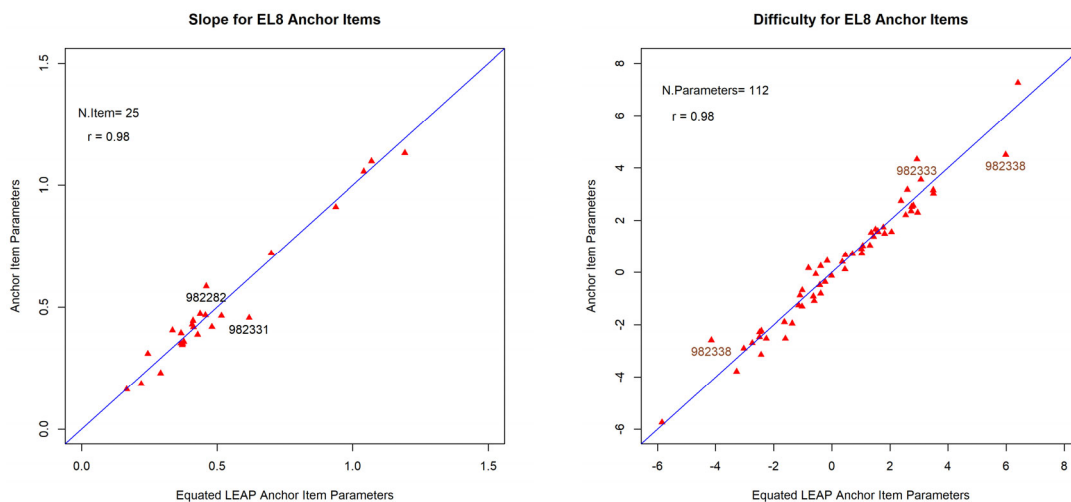 Slope for EL8 Anchor Items
1.5
1.0
0.5
0.0
Anchor Item Parameters
N.Item= 25
r = 0.98
982282
982331
0.0 0.5 1.0 1.5
Equated LEAP Anchor Item Parameters
Difficulty for EL8 Anchor Items
8
6
4
2
0
-2
-4
-6
Anchor Item Parameters
N.Parameters= 112
r = 0.98
982333
982338
982338
-6 -4 -2 0 2 4 6 8
Equated LEAP Anchor Item Parameters